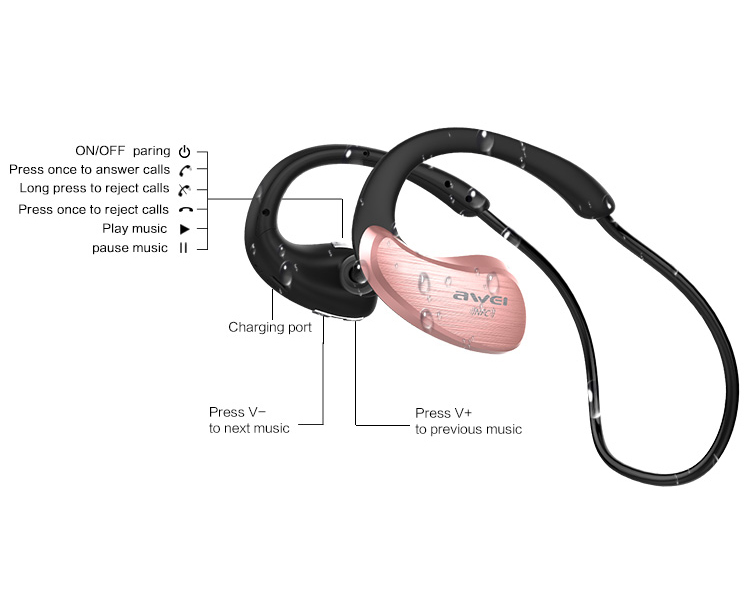 ON/OFF paring
Press once to answer calls
Long press to reject calls
Press once to reject calls
Play music
pause music
Charging port
Press V–
to next music
Press V+
to previous music
awei